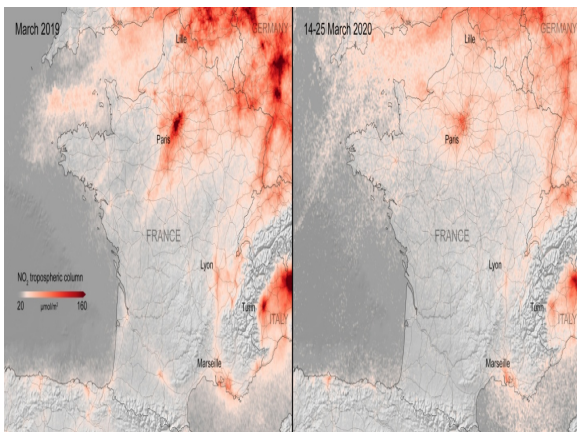 March 2019
Lille
GERMANY
Paris
FRANCE
Lyon
NO₂ tropospheric column
20 μmol/m² 160
Turin
ITALY
Marseille
14-25 March 2020
Lille
GERMANY
Paris
FRANCE
Lyon
Turin
ITALY
Marseille